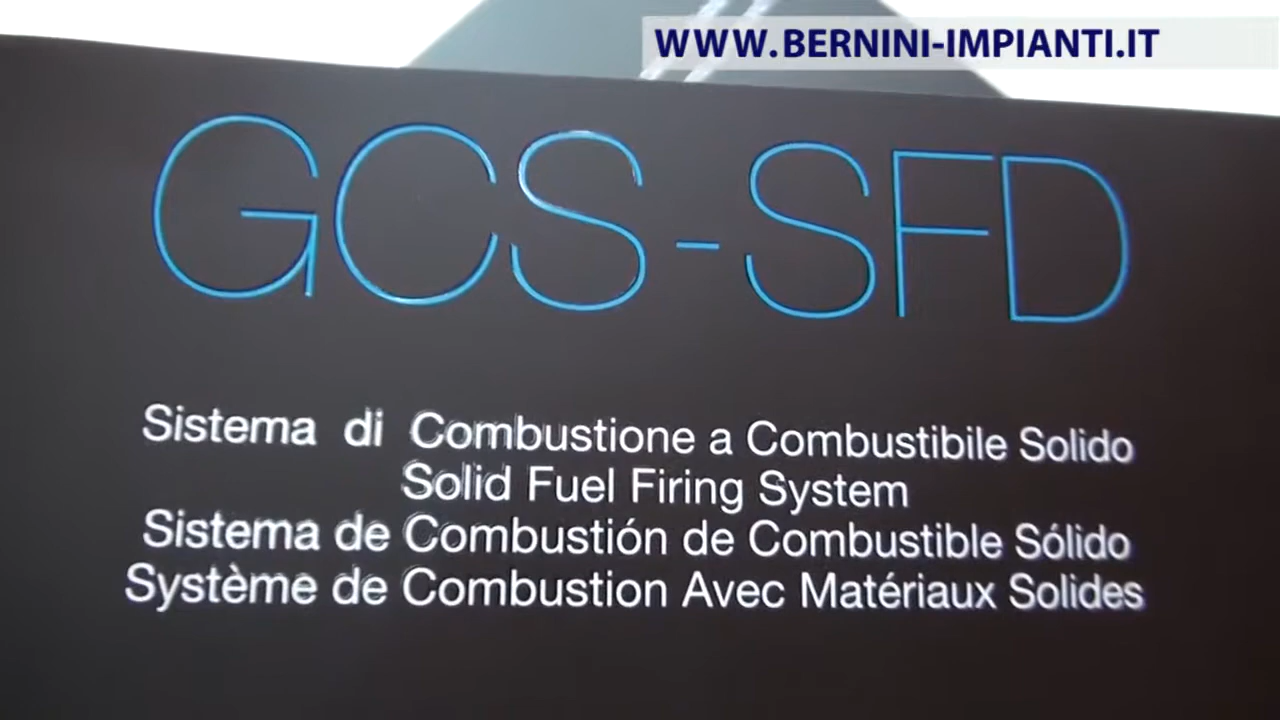 WWW.BERNINI-IMPIANTI.IT
GCS - SFD
Sistema di Combustione a Combustibile Solido
Solid Fuel Firing System
Sistema de Combustión de Combustible Sólido
Système de Combustion Avec Matériaux Solides